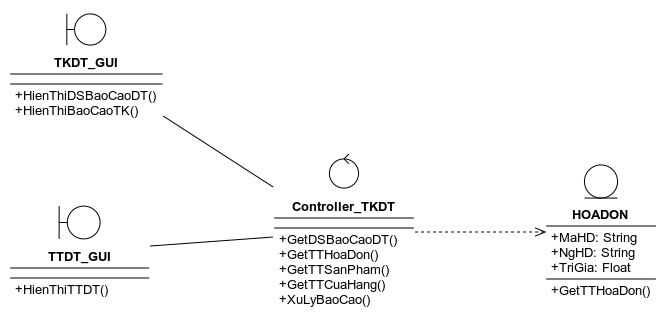 TKDT_GUI
+HienThiDSBaoCaoDT()
+HienThiBaoCaoTK()
TTDT_GUI
+HienThiTTDT()
Controller_TKDT
+GetDSBaoCaoDT()
+GetTTHoaDon()
+GetTTSanPham()
+GetTTCuaHang()
+XuLyBaoCao()
HOADON
+MaHD: String
+NgHD: String
+TriGia: Float
+GetTTHoaDon()